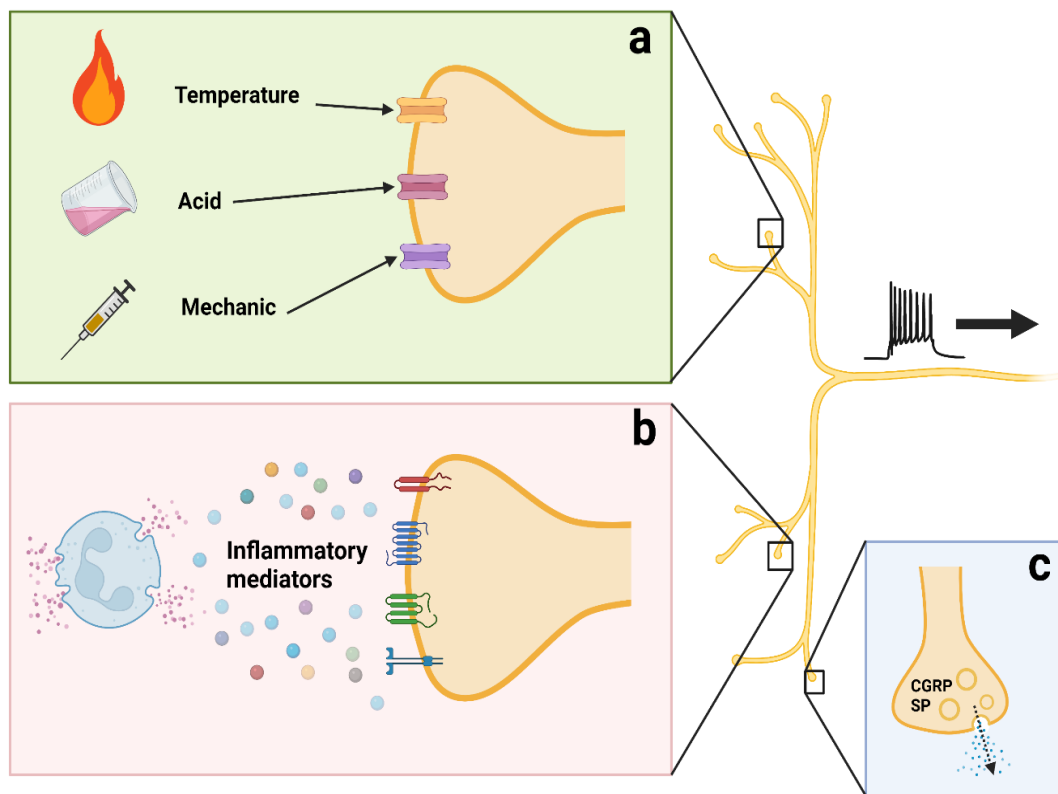 a
Temperature
Acid
Mechanic
b
Inflammatory
mediators
c
CGRP
SP